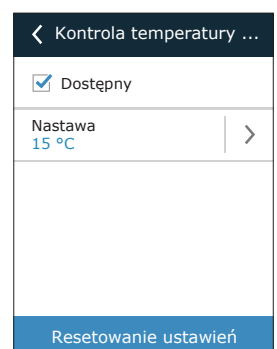 Kontrola temperatury ...
Dostępny
Nastawa
15 °C
Resetowanie ustawień